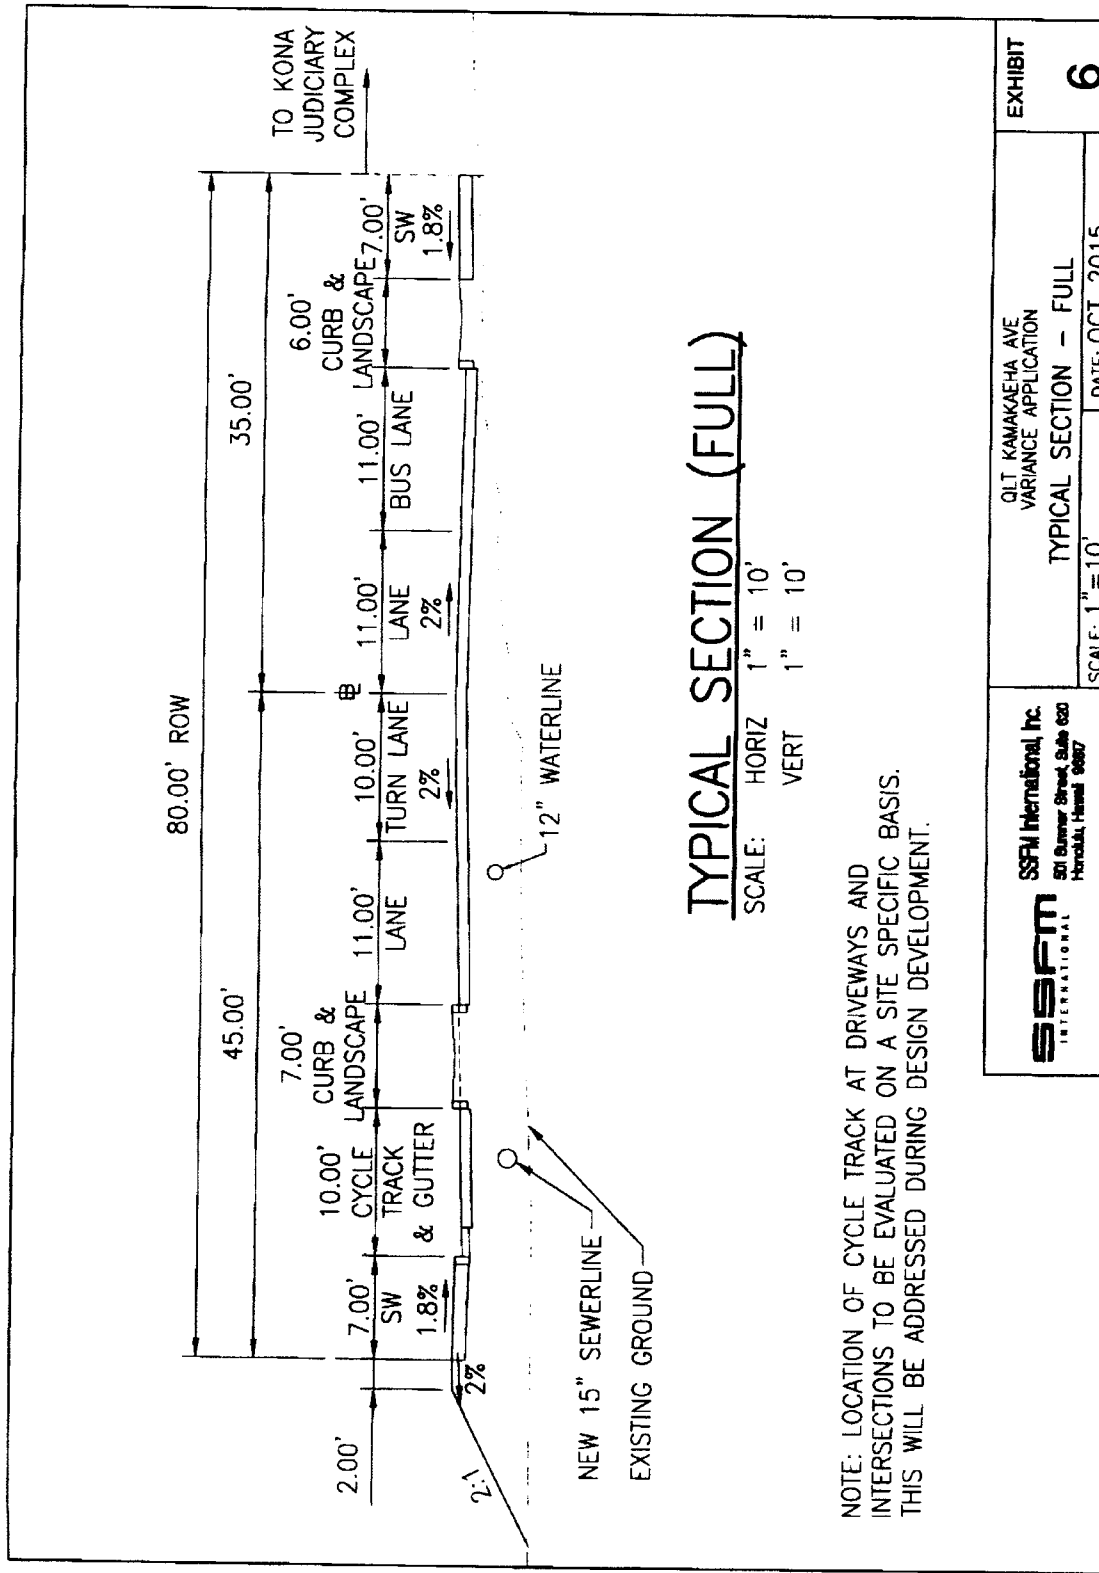 80.00' ROW
45.00'
35.00'
TO KONA
JUDICIARY
COMPLEX
2.00'
7.00'
SW
1.8%
10.00'
CYCLE
TRACK
& GUTTER
7.00'
CURB &
LANDSCAPE
11.00'
LANE
10.00'
TURN LANE
2%
11.00'
LANE
2%
11.00'
BUS LANE
6.00'
CURB &
LANDSCAPE
7.00'
SW
1.8%
2%
2:1
12" WATERLINE
NEW 15" SEWERLINE
EXISTING GROUND
TYPICAL SECTION (FULL)
SCALE: HORIZ 1" = 10'
VERT 1" = 10'
NOTE: LOCATION OF CYCLE TRACK AT DRIVEWAYS AND
INTERSECTIONS TO BE EVALUATED ON A SITE SPECIFIC BASIS.
THIS WILL BE ADDRESSED DURING DESIGN DEVELOPMENT.
SSFM
INTERNATIONAL
SSFM International, Inc.
501 Sumner Street, Suite 620
Honolulu, Hawaii 96817
QLT KAMAKAEHA AVE
VARIANCE APPLICATION
TYPICAL SECTION - FULL
SCALE: 1"=10'
DATE: OCT 2015
EXHIBIT
6